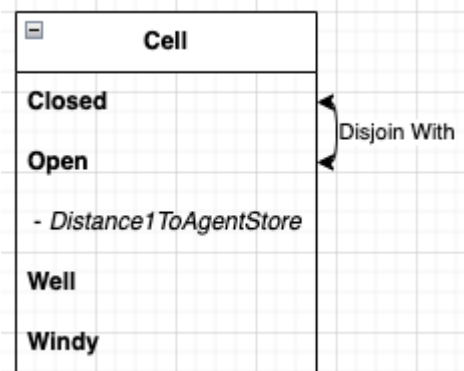 Cell
Closed
Disjoin With
Open
- Distance1ToAgentStore
Well
Windy